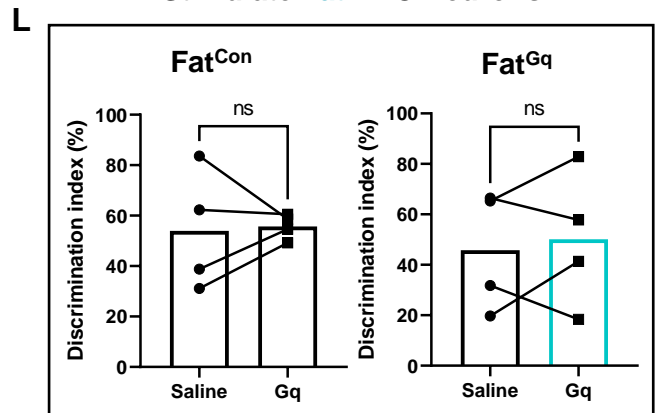 L
Fat^Con
ns
Discrimination index (%)
100
80
60
40
20
0
Saline Gq
Fat^Gq
ns
Discrimination index (%)
100
80
60
40
20
0
Saline Gq